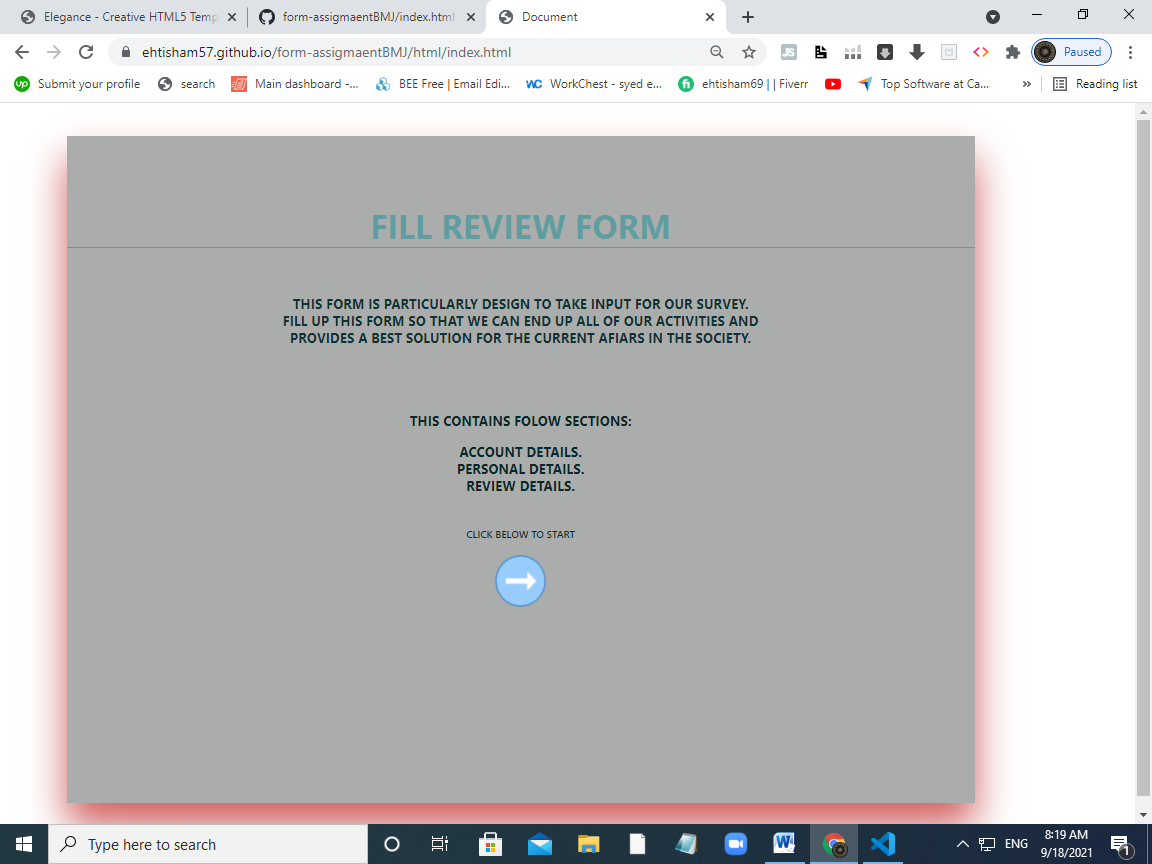 Elegance - Creative HTML5 Temp
form-assigmaentBMJ/index.html
Document
ehtisham57.github.io/form-assigmaentBMJ/html/index.html
JS
Paused
up Submit your profile
search
Main dashboard -...
BEE Free | Email Edi...
WC WorkChest - syed e...
fi ehtisham69 | | Fiverr
Top Software at Ca...
»
Reading list
FILL REVIEW FORM
THIS FORM IS PARTICULARLY DESIGN TO TAKE INPUT FOR OUR SURVEY.
FILL UP THIS FORM SO THAT WE CAN END UP ALL OF OUR ACTIVITIES AND
PROVIDES A BEST SOLUTION FOR THE CURRENT AFIARS IN THE SOCIETY.
THIS CONTAINS FOLOW SECTIONS:
ACCOUNT DETAILS.
PERSONAL DETAILS.
REVIEW DETAILS.
CLICK BELOW TO START
Type here to search
W
ENG
8:19 AM
9/18/2021
1